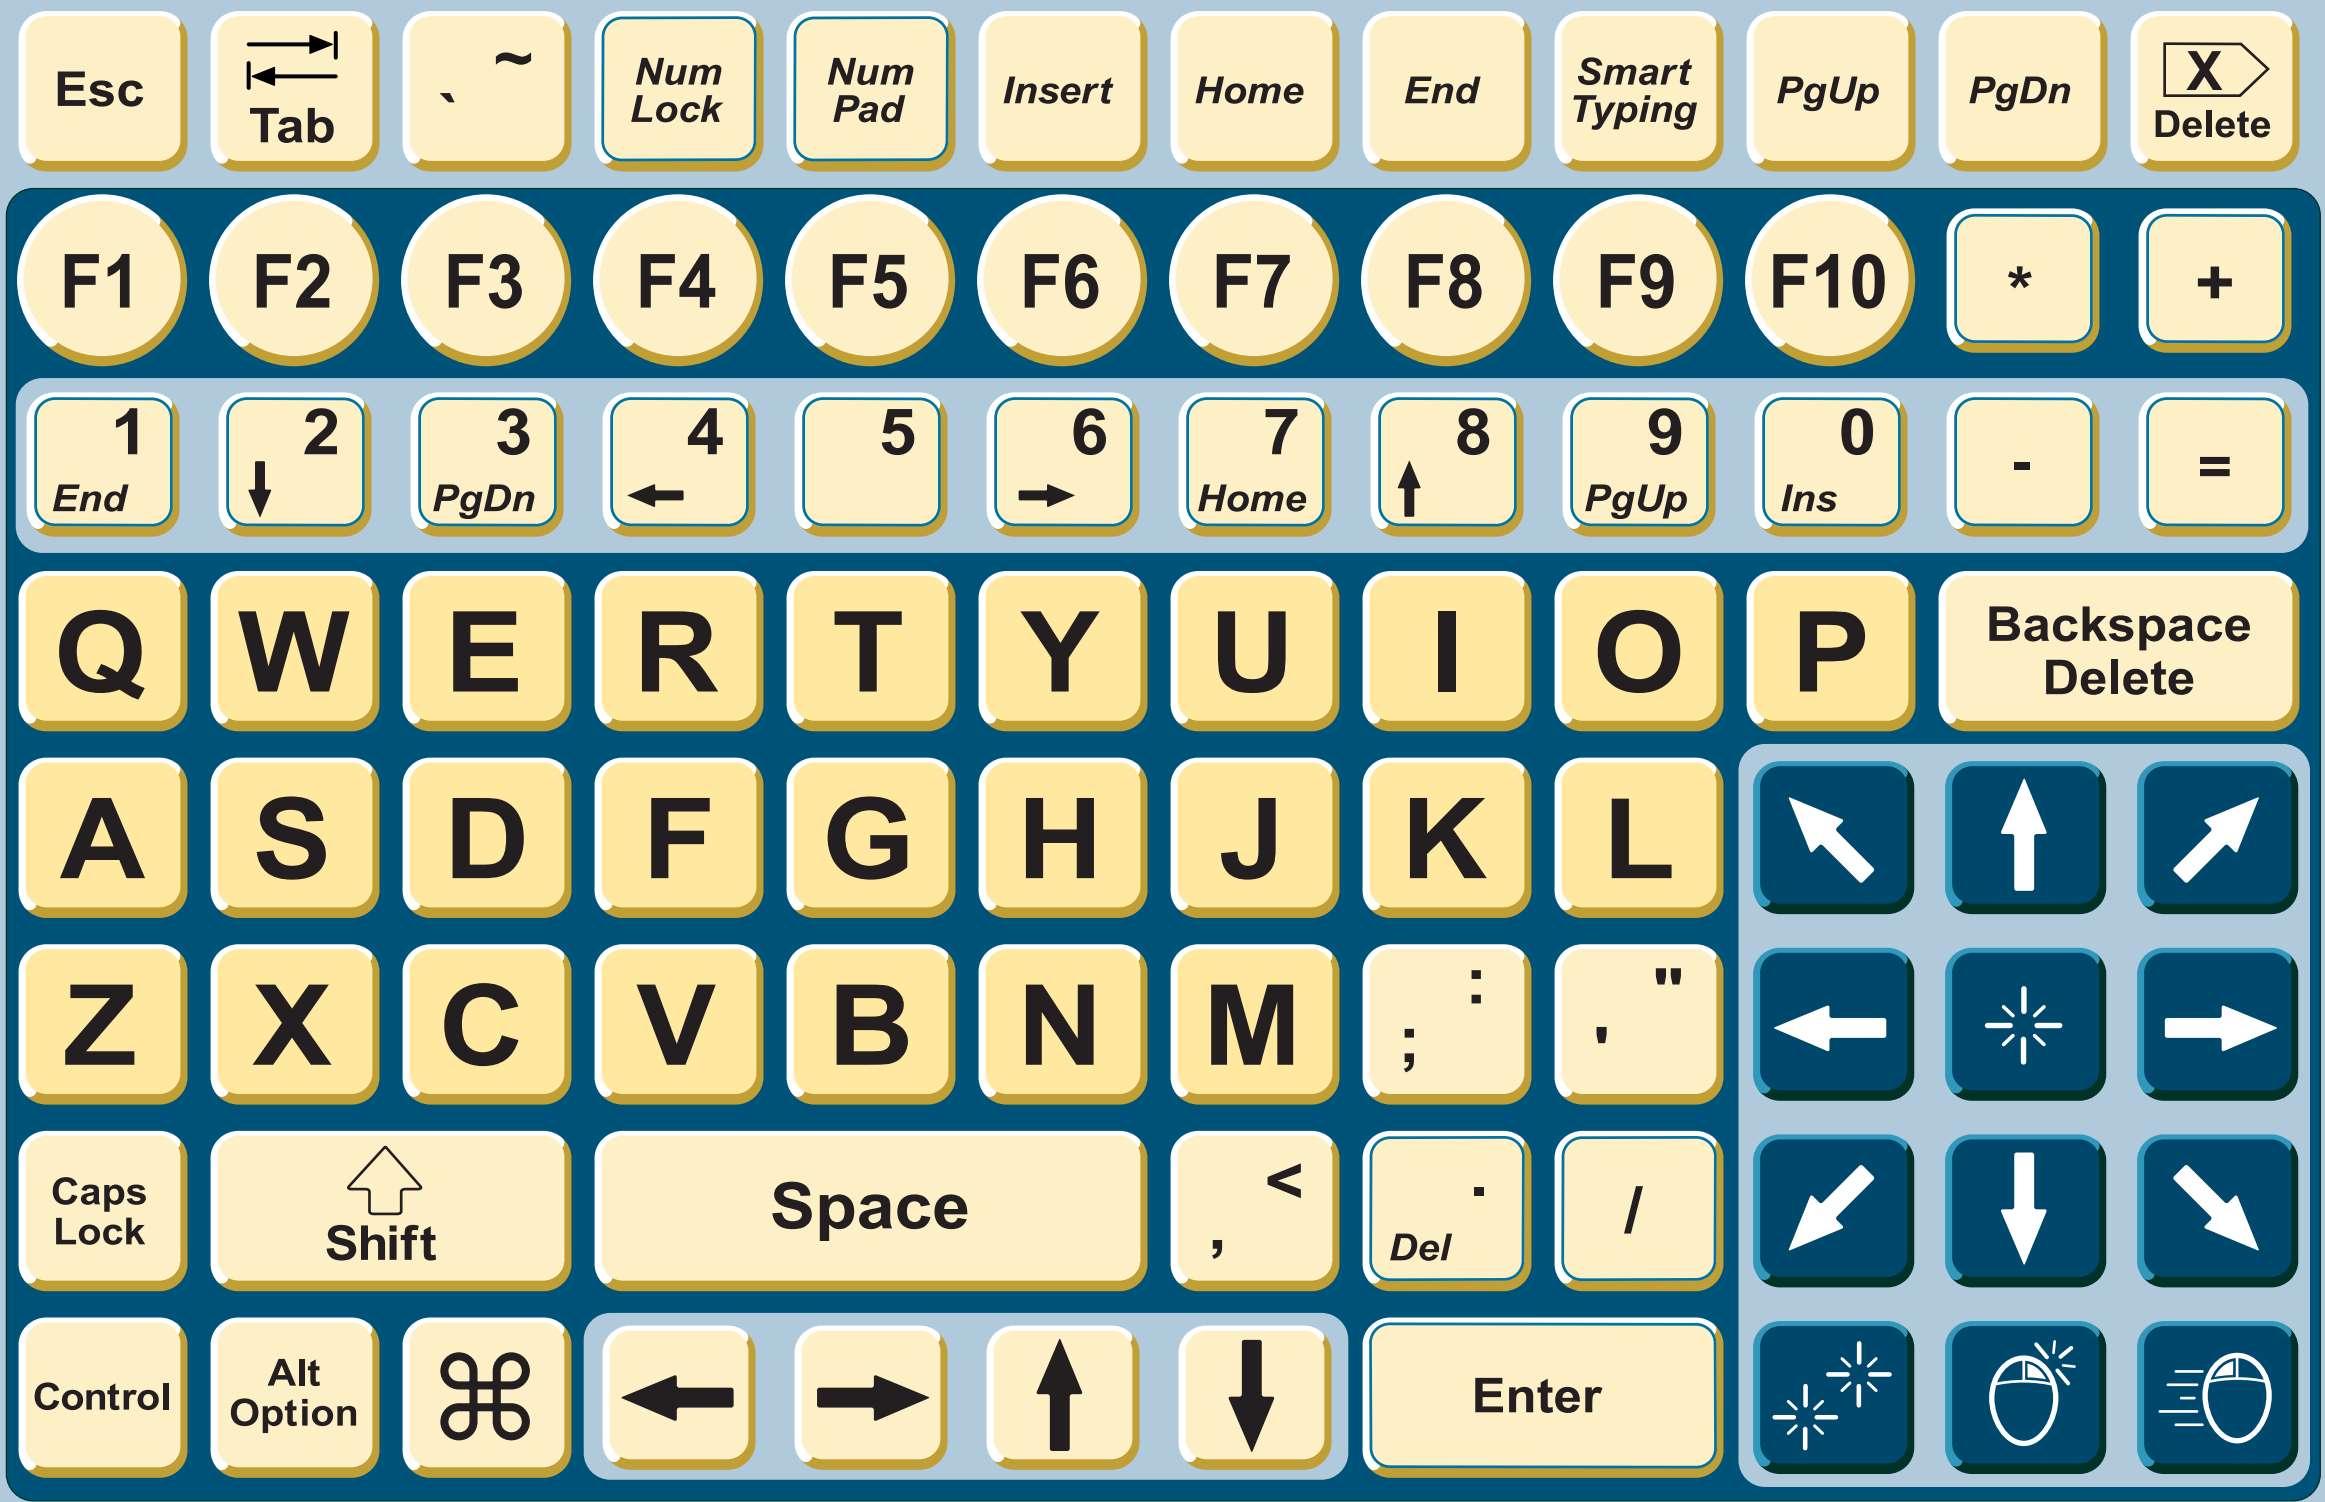 Esc Tab ` ~ Num Lock Num Pad Insert Home End Smart Typing PgUp PgDn X Delete
F1 F2 F3 F4 F5 F6 F7 F8 F9 F10 * +
1 End 2 ↓ 3 PgDn 4 ← 5 6 → 7 Home 8 ↑ 9 PgUp 0 Ins - =
Q W E R T Y U I O P Backspace Delete
A S D F G H J K L
Z X C V B N M ; : ' "
Caps Lock Shift Space , < . Del /
Control Alt Option ⌘ ← → ↑ ↓ Enter